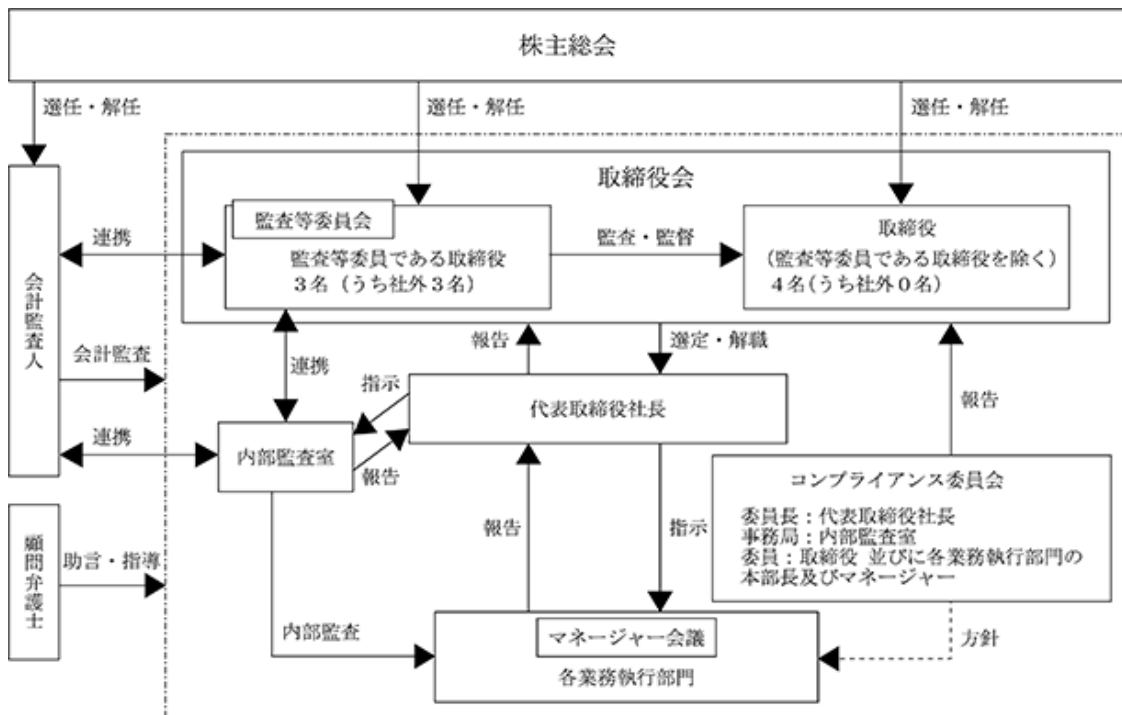 株主総会
選任・解任
選任・解任
選任・解任
取締役会
監査等委員会
監査等委員である取締役
3名（うち社外3名）
監査・監督
取締役
（監査等委員である取締役を除く）
4名（うち社外0名）
連携
会計監査人
会計監査
連携
連携
報告
選定・解職
指示
代表取締役社長
報告
内部監査室
報告
コンプライアンス委員会
委員長：代表取締役社長
事務局：内部監査室
委員：取締役 並びに各業務執行部門の
本部長及びマネージャー
顧問弁護士
助言・指導
報告
指示
内部監査
マネージャー会議
各業務執行部門
方針